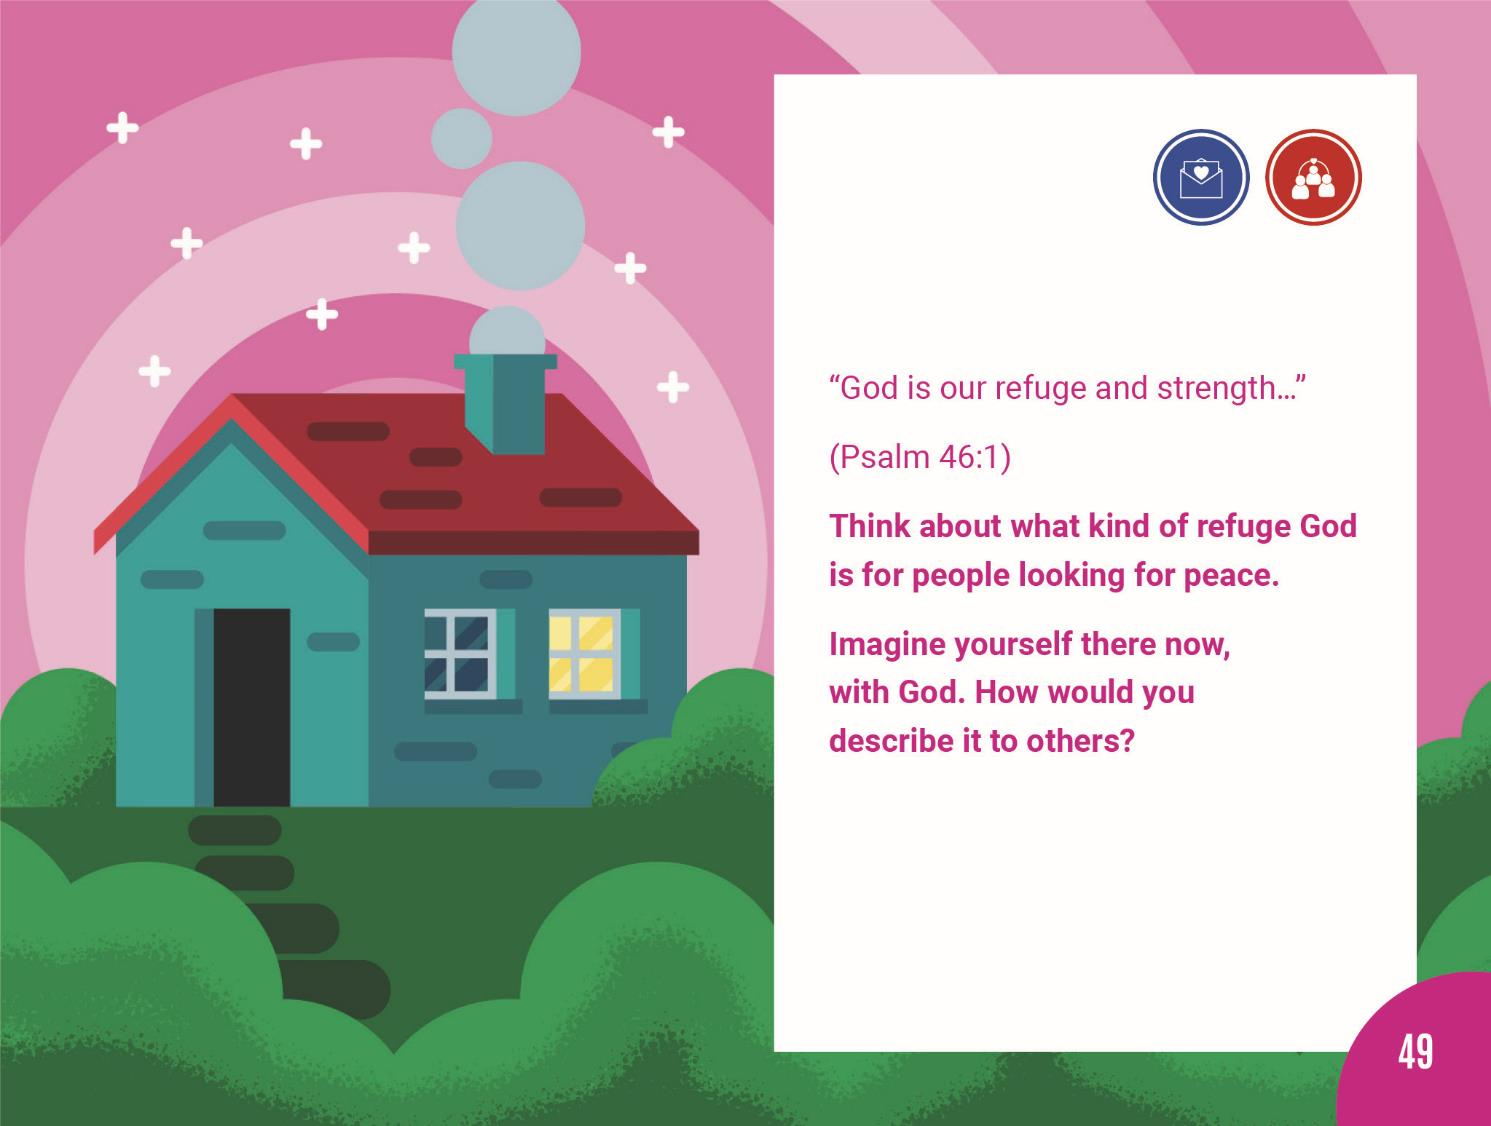 “God is our refuge and strength…”
(Psalm 46:1)
Think about what kind of refuge God
is for people looking for peace.
Imagine yourself there now,
with God. How would you
describe it to others?
49